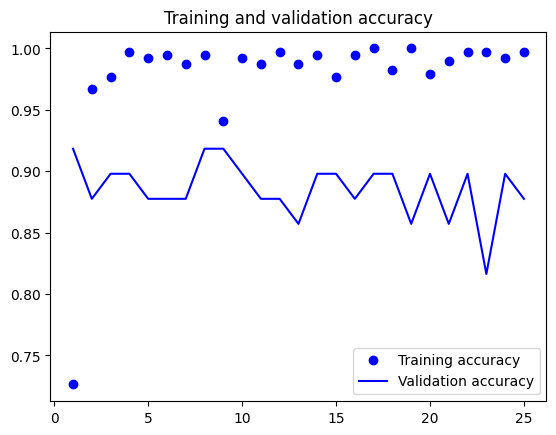 Training and validation accuracy
1.00
0.95
0.90
0.85
0.80
0.75
Training accuracy
Validation accuracy
0 5 10 15 20 25